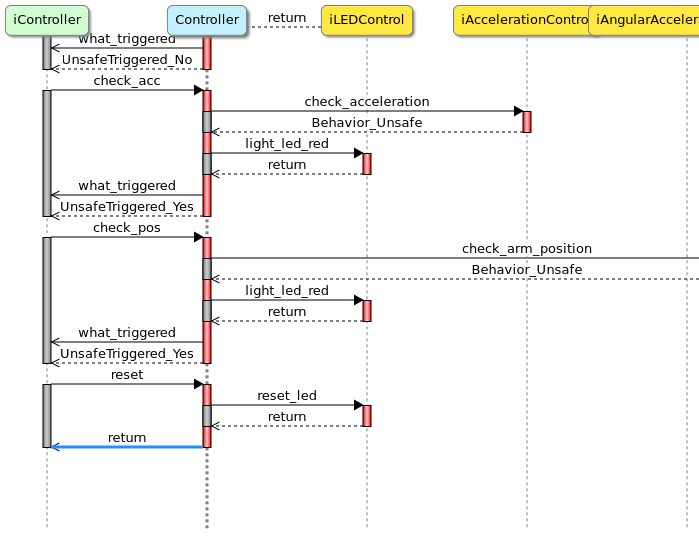 iController
Controller
return
iLEDControl
iAccelerationContro
iAngularAcceler
what_triggered
UnsafeTriggered_No
check_acc
check_acceleration
Behavior_Unsafe
light_led_red
return
what_triggered
UnsafeTriggered_Yes
check_pos
check_arm_position
Behavior_Unsafe
light_led_red
return
what_triggered
UnsafeTriggered_Yes
reset
reset_led
return
return